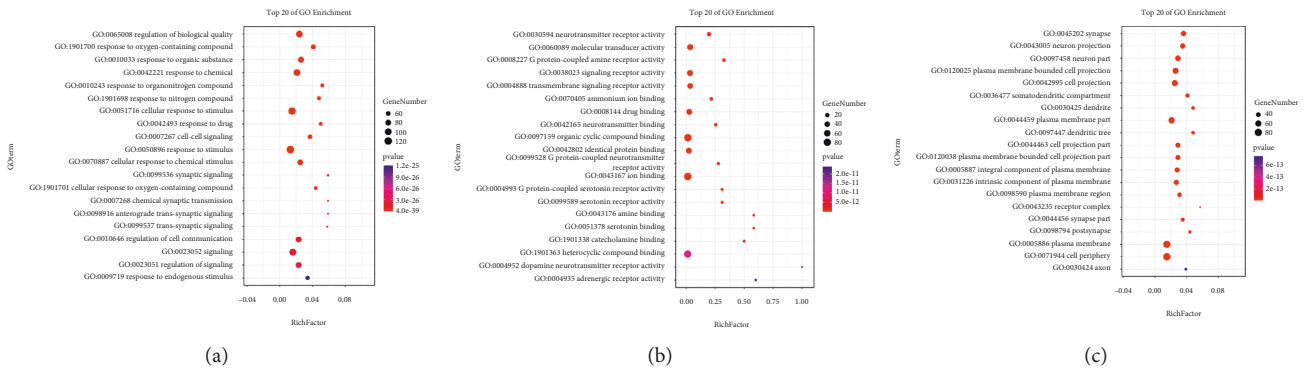 Top 20 of GO Enrichment
GO:0065008 regulation of biological quality
GO:1901700 response to oxygen-containing compound
GO:0010033 response to organic substance
GO:0042221 response to chemical
GO:0010243 response to organonitrogen compound
GO:1901698 response to nitrogen compound
GO:0051716 cellular response to stimulus
GO:0042493 response to drug
GO:0007267 cell-cell signaling
GO:0050896 response to stimulus
GO:0070887 cellular response to chemical stimulus
GO:0099536 synaptic signaling
GO:1901701 cellular response to oxygen-containing compound
GO:0007268 chemical synaptic transmission
GO:0098916 anterograde trans-synaptic signaling
GO:0099537 trans-synaptic signaling
GO:0010646 regulation of cell communication
GO:0023052 signaling
GO:0023051 regulation of signaling
GO:0009719 response to endogenous stimulus
GOterm
−0.04 0.00 0.04 0.08
RichFactor
GeneNumber
60
80
100
120
pvalue
1.2e-25
9.0e-26
6.0e-26
3.0e-26
4.0e-39
(a)
Top 20 of GO Enrichment
GO:0030594 neurotransmitter receptor activity
GO:0060089 molecular transducer activity
GO:0008227 G protein-coupled amine receptor activity
GO:0038023 signaling receptor activity
GO:0004888 transmembrane signaling receptor activity
GO:0070405 ammonium ion binding
GO:0008144 drug binding
GO:0042165 neurotransmitter binding
GO:0097159 organic cyclic compound binding
GO:0042802 identical protein binding
GO:0099528 G protein-coupled neurotransmitter
receptor activity
GO:0043167 ion binding
GO:0004993 G protein-coupled serotonin receptor activity
GO:0099589 serotonin receptor activity
GO:0043176 amine binding
GO:0051378 serotonin binding
GO:1901338 catecholamine binding
GO:1901363 heterocyclic compound binding
GO:0004952 dopamine neurotransmitter receptor activity
GO:0004935 adrenergic receptor activity
GOterm
0.00 0.25 0.50 0.75 1.00
RichFactor
GeneNumber
20
40
60
80
pvalue
2.0e-11
1.5e-11
1.0e-11
5.0e-12
(b)
Top 20 of GO Enrichment
GO:0045202 synapse
GO:0043005 neuron projection
GO:0097458 neuron part
GO:0120025 plasma membrane bounded cell projection
GO:0042995 cell projection
GO:0036477 somatodendritic compartment
GO:0030425 dendrite
GO:0044459 plasma membrane part
GO:0097447 dendritic tree
GO:0044463 cell projection part
GO:0120038 plasma membrane bounded cell projection part
GO:0005887 integral component of plasma membrane
GO:0031226 intrinsic component of plasma membrane
GO:0098590 plasma membrane region
GO:0043235 receptor complex
GO:0044456 synapse part
GO:0098794 postsynapse
GO:0005886 plasma membrane
GO:0071944 cell periphery
GO:0030424 axon
GOterm
−0.04 0.00 0.04 0.08
RichFactor
GeneNumber
40
60
80
pvalue
6e-13
4e-13
2e-13
(c)